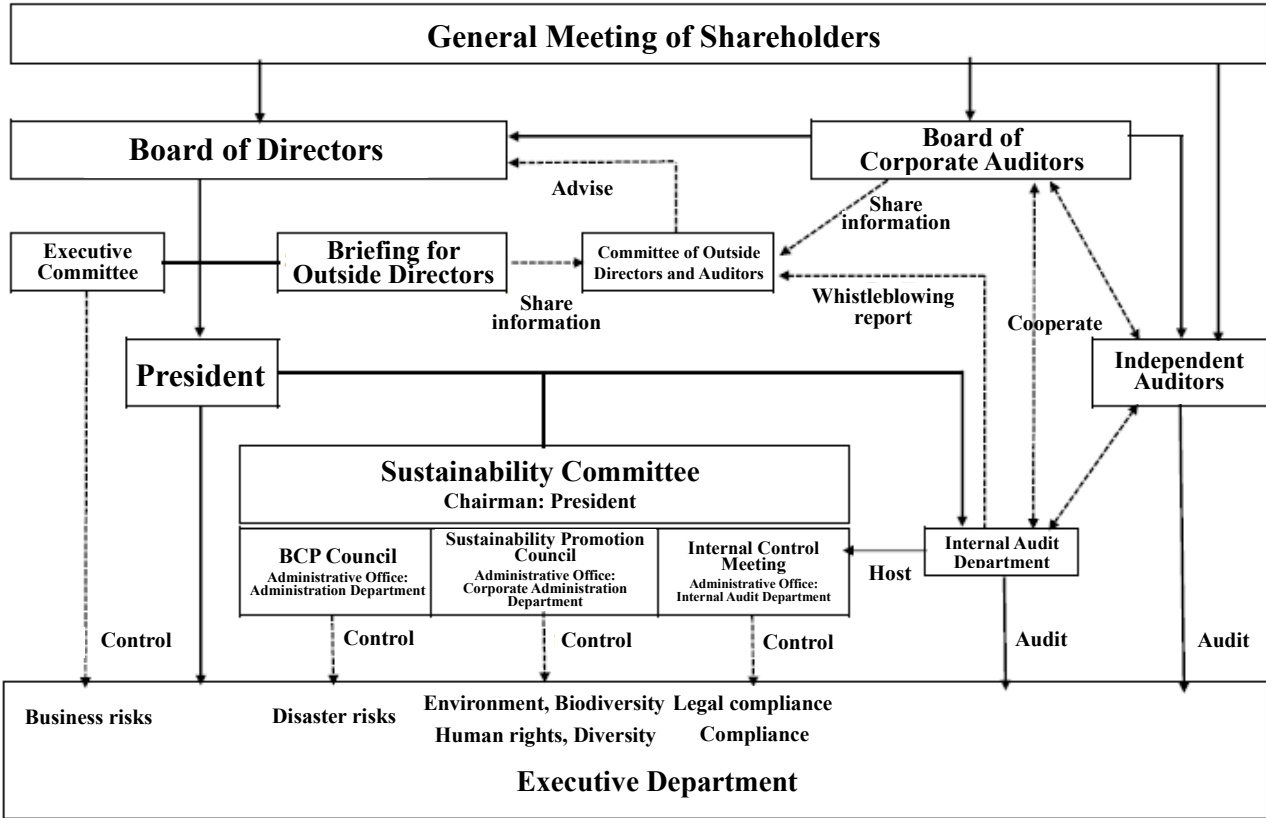 General Meeting of Shareholders
Board of Directors
Board of
Corporate Auditors
Advise
Share
information
Executive
Committee
Briefing for
Outside Directors
Committee of Outside
Directors and Auditors
Share
information
Whistleblowing
report
Cooperate
President
Independent
Auditors
Sustainability Committee
Chairman: President
BCP Council
Administrative Office:
Administration Department
Sustainability Promotion
Council
Administrative Office:
Corporate Administration
Department
Internal Control
Meeting
Administrative Office:
Internal Audit Department
Host
Internal Audit
Department
Control
Control
Control
Control
Audit
Audit
Business risks
Disaster risks
Environment, Biodiversity
Human rights, Diversity
Legal compliance
Compliance
Executive Department